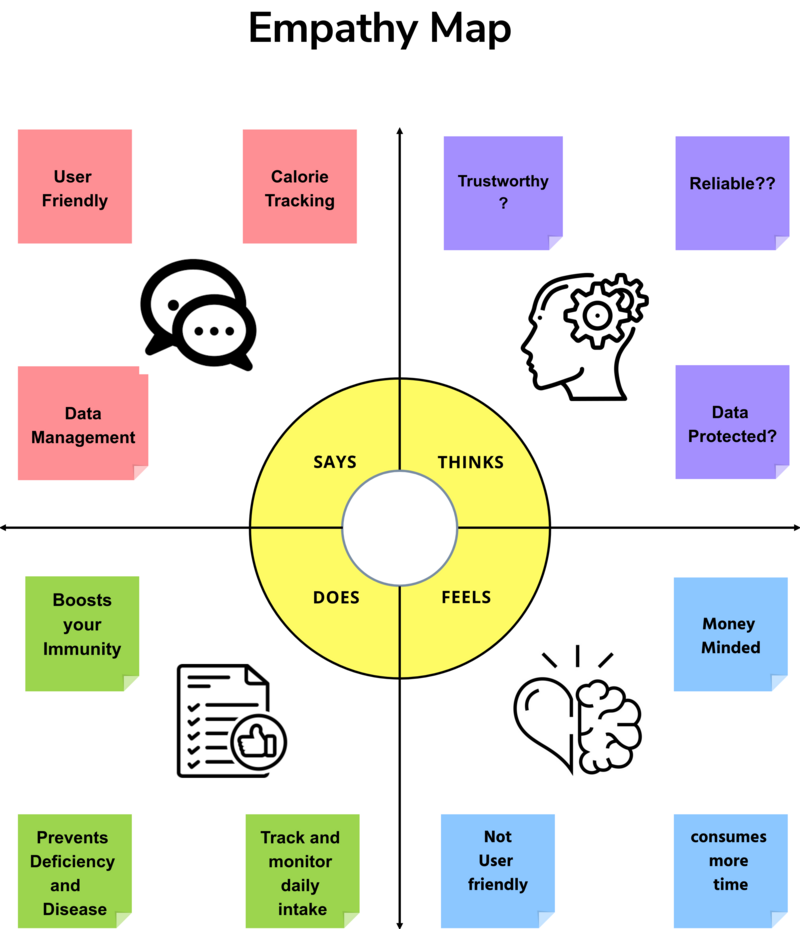 Empathy Map
User
Friendly
Calorie
Tracking
Trustworthy
?
Reliable??
Data
Management
Data
Protected?
SAYS
THINKS
DOES
FEELS
Boosts
your
Immunity
Money
Minded
Prevents
Deficiency
and
Disease
Track and
monitor
daily
intake
Not
User
friendly
consumes
more
time